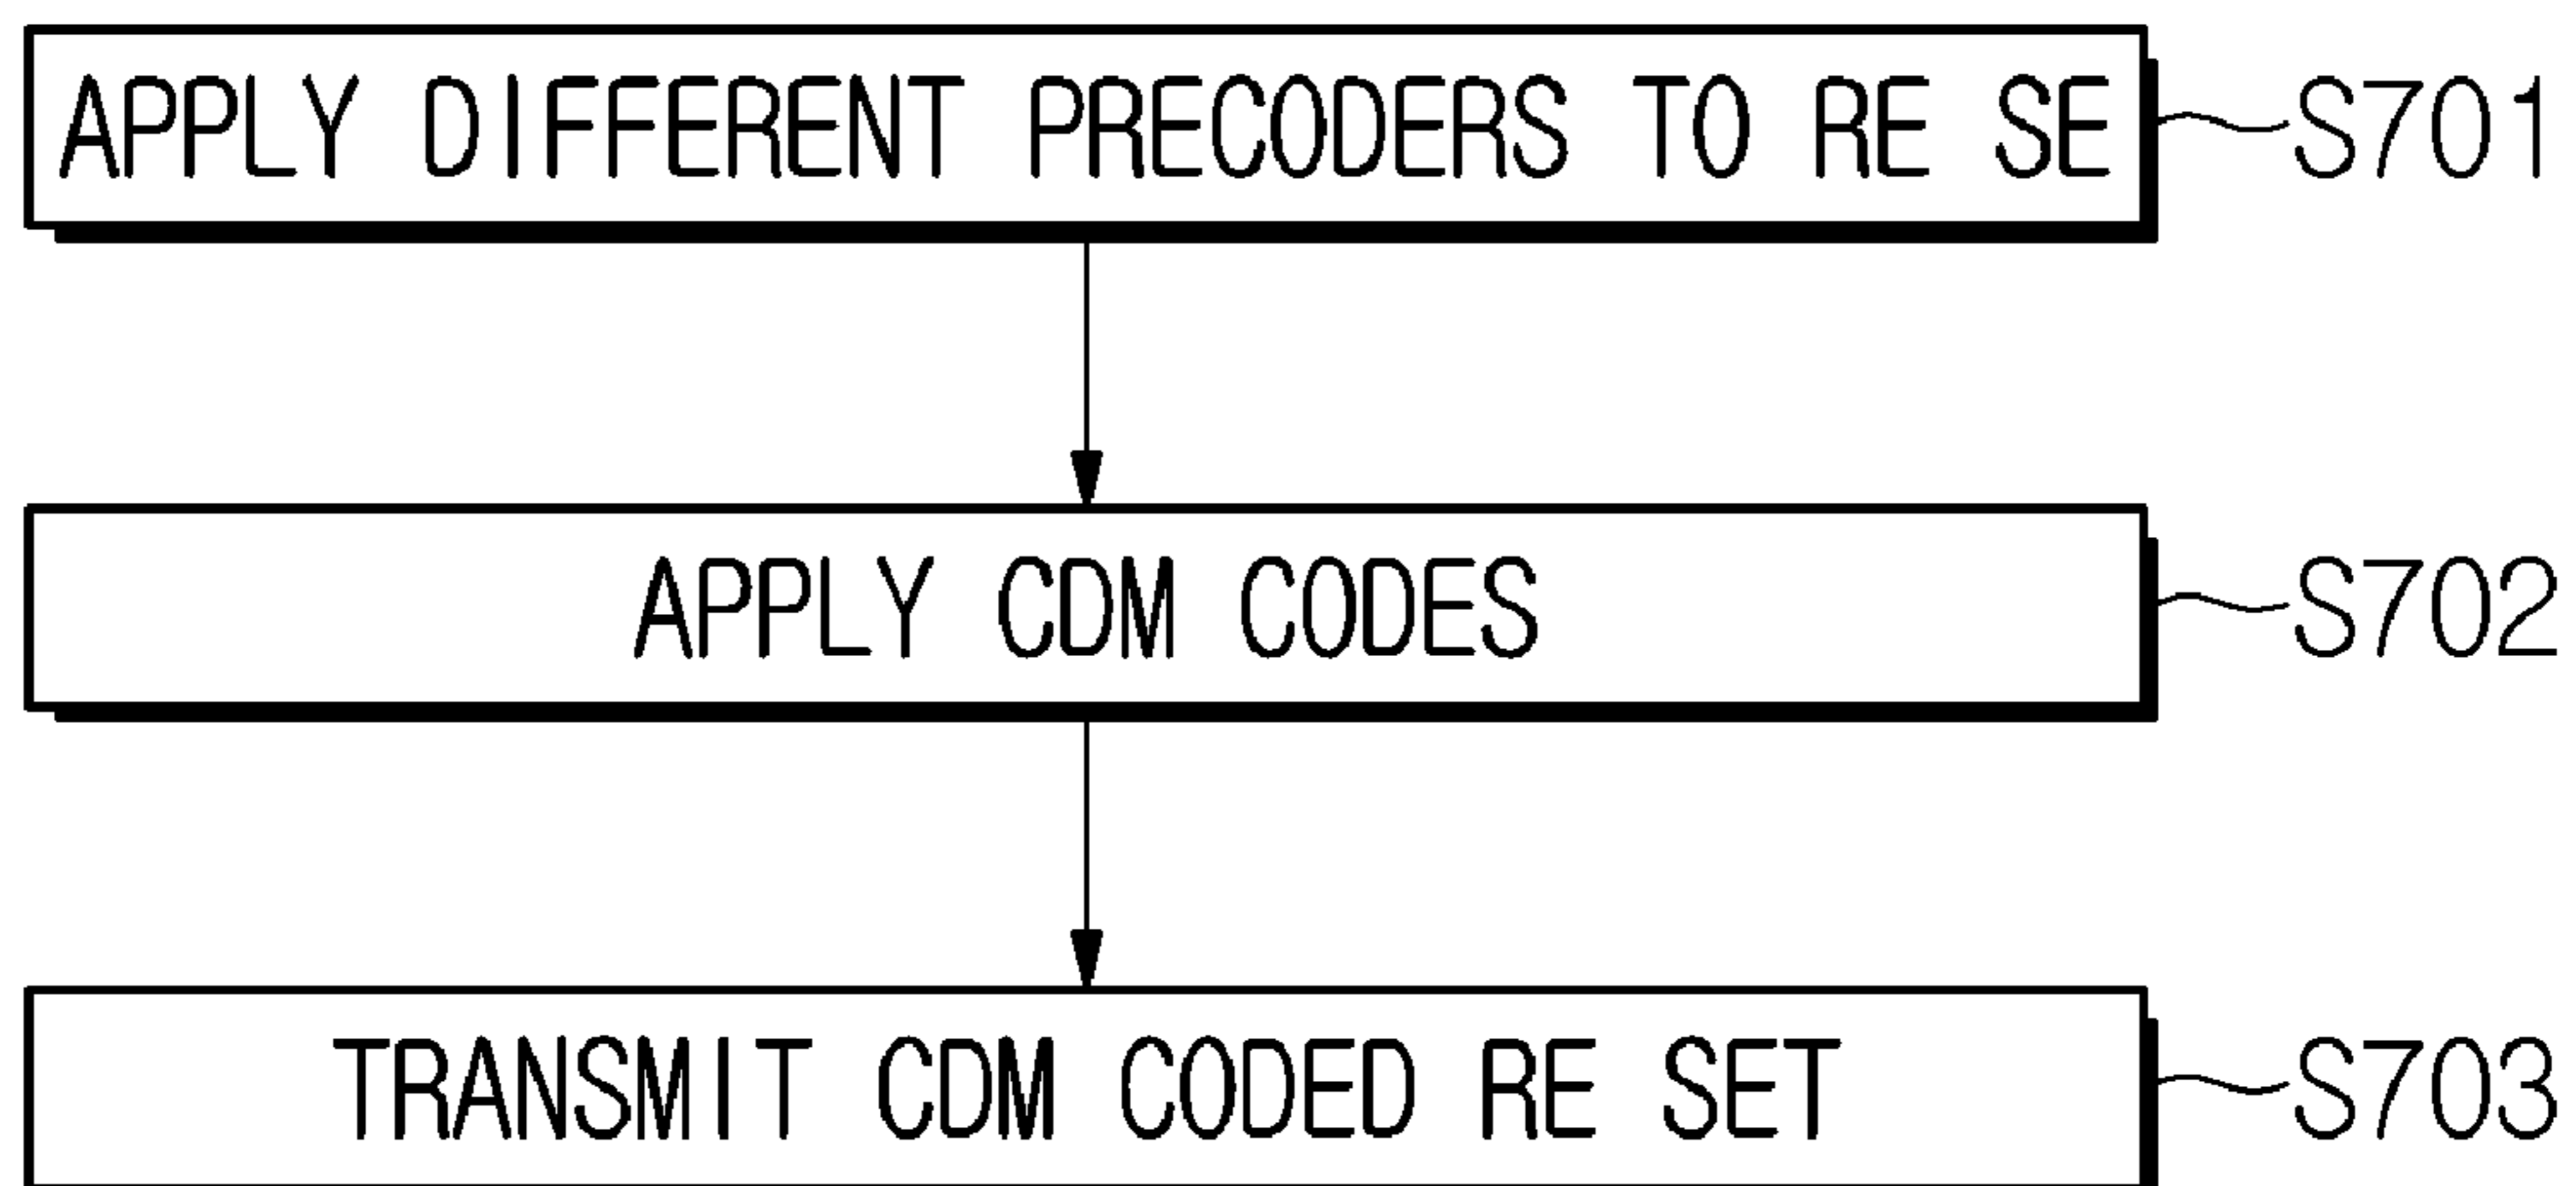 APPLY DIFFERENT PRECODERS TO RE SE S701
APPLY CDM CODES S702
TRANSMIT CDM CODED RE SET S703